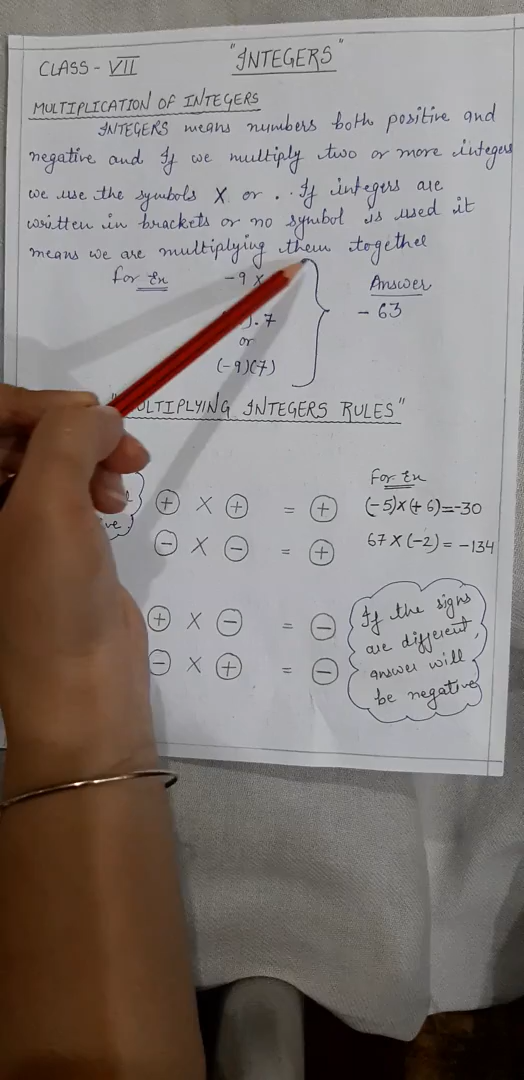 CLASS - VII
"INTEGERS"
MULTIPLICATION OF INTEGERS
INTEGERS means numbers both positive and
negative and If we multiply two or more integers
we use the symbols X or . . If integers are
written in brackets or no symbol is used it
means we are multiplying them together
For Ex
-9 X
). 7
or
(-9)(7)
Answer
- 63
MULTIPLYING INTEGERS RULES"
+ X + = +
- X - = +
+ X - = -
- X + = -
For Ex
(-5)X(+6)=-30
67 X (-2) = -134
If the signs
are different,
answer will
be negative